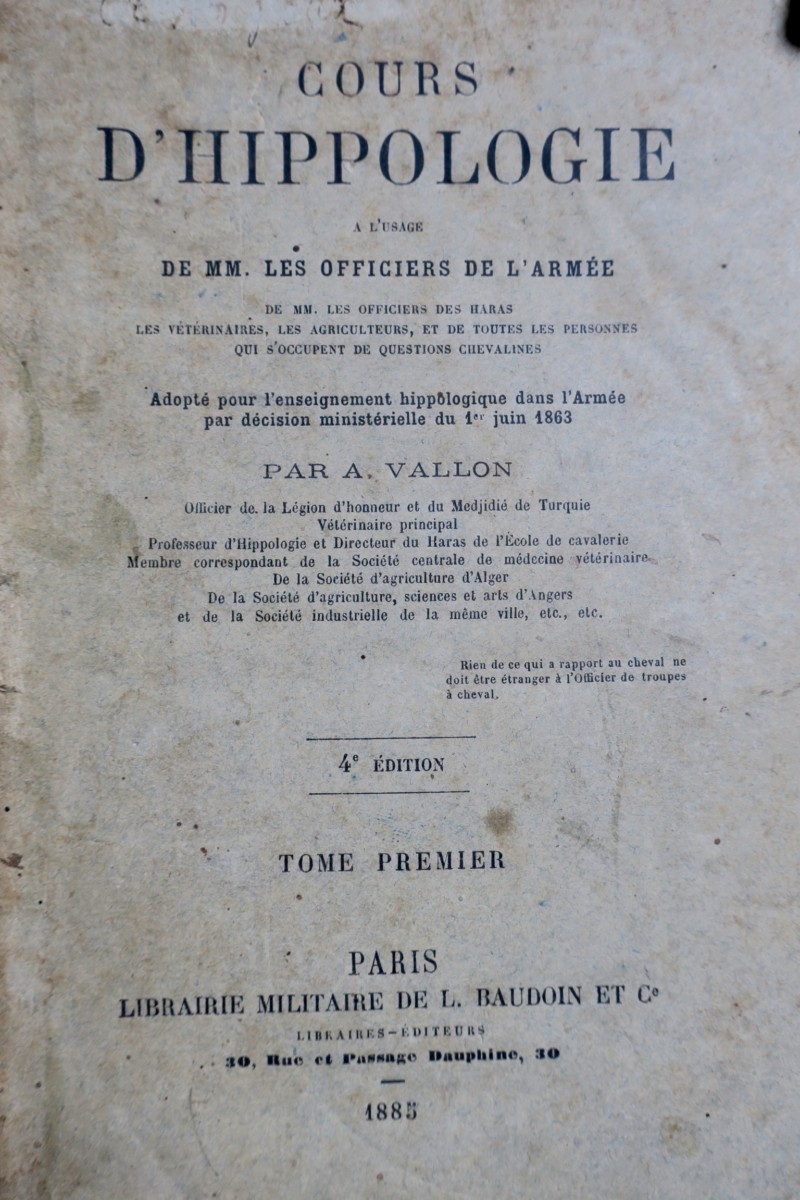 COURS
D'HIPPOLOGIE
A L'USAGE
DE MM. LES OFFICIERS DE L'ARMÉE
DE MM. LES OFFICIERS DES HARAS
LES VÉTÉRINAIRES, LES AGRICULTEURS, ET DE TOUTES LES PERSONNES
QUI S'OCCUPENT DE QUESTIONS CHEVALINES
Adopté pour l'enseignement hippologique dans l'Armée
par décision ministérielle du 1er juin 1863
PAR A. VALLON
Officier de la Légion d'honneur et du Medjidié de Turquie
Vétérinaire principal
Professeur d'Hippologie et Directeur du Haras de l'École de cavalerie
Membre correspondant de la Société centrale de médecine vétérinaire
De la Société d'agriculture d'Alger
De la Société d'agriculture, sciences et arts d'Angers
et de la Société industrielle de la même ville, etc., etc.
Rien de ce qui a rapport au cheval ne
doit être étranger à l'Officier de troupes
à cheval.
4e ÉDITION
TOME PREMIER
PARIS
LIBRAIRIE MILITAIRE DE L. BAUDOIN ET Ce
LIBRAIRES-ÉDITEURS
30, Rue et Passage Dauphine, 30
1885